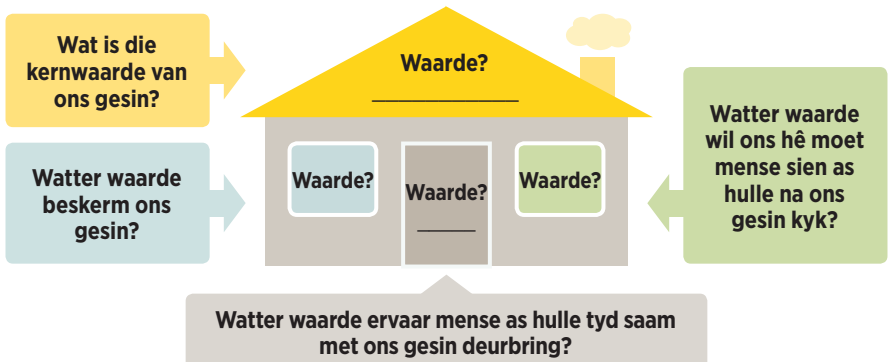 Wat is die
kernwaarde van
ons gesin?
Waarde?
Watter waarde
beskerm ons
gesin?
Waarde?
Waarde?
Waarde?
Watter waarde
wil ons hê moet
mense sien as
hulle na ons
gesin kyk?
Watter waarde ervaar mense as hulle tyd saam
met ons gesin deurbring?